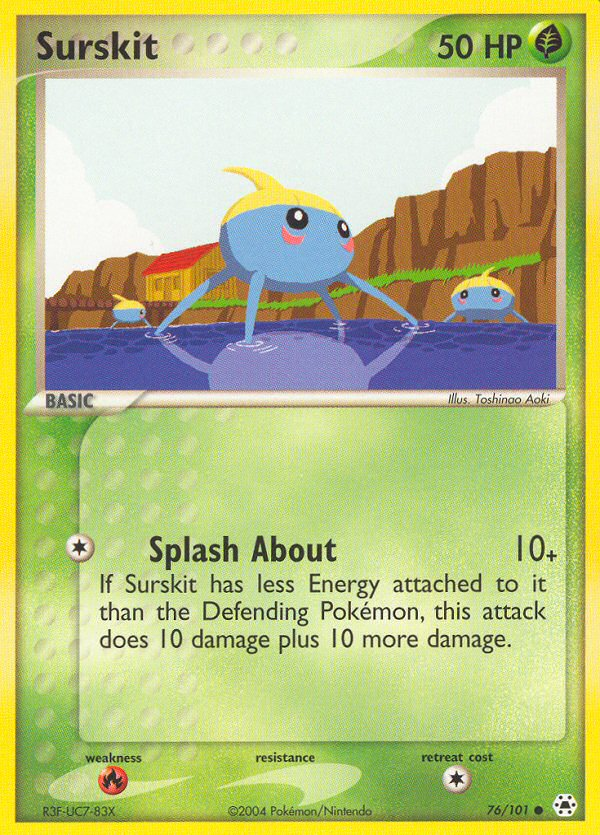 Surskit
50 HP
BASIC
Illus. Toshinao Aoki
Splash About 10+
If Surskit has less Energy attached to it
than the Defending Pokémon, this attack
does 10 damage plus 10 more damage.
weakness resistance retreat cost
R3F-UC7-83X ©2004 Pokémon/Nintendo 76/101